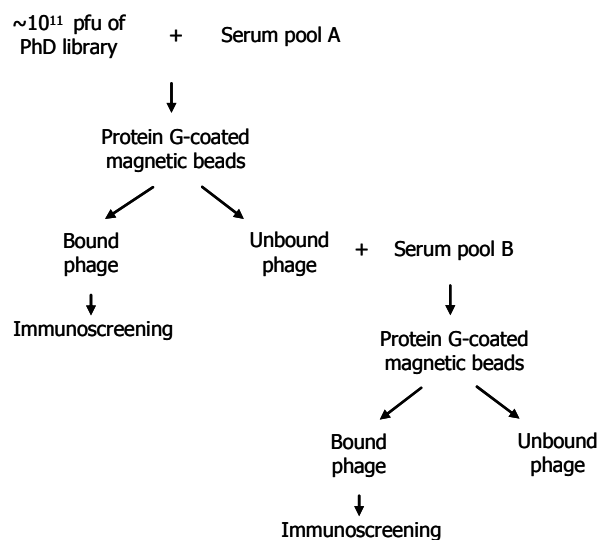 ~10¹¹ pfu of
PhD library
+
Serum pool A
Protein G-coated
magnetic beads
Bound
phage
Unbound
phage
+
Serum pool B
Immunoscreening
Protein G-coated
magnetic beads
Bound
phage
Unbound
phage
Immunoscreening